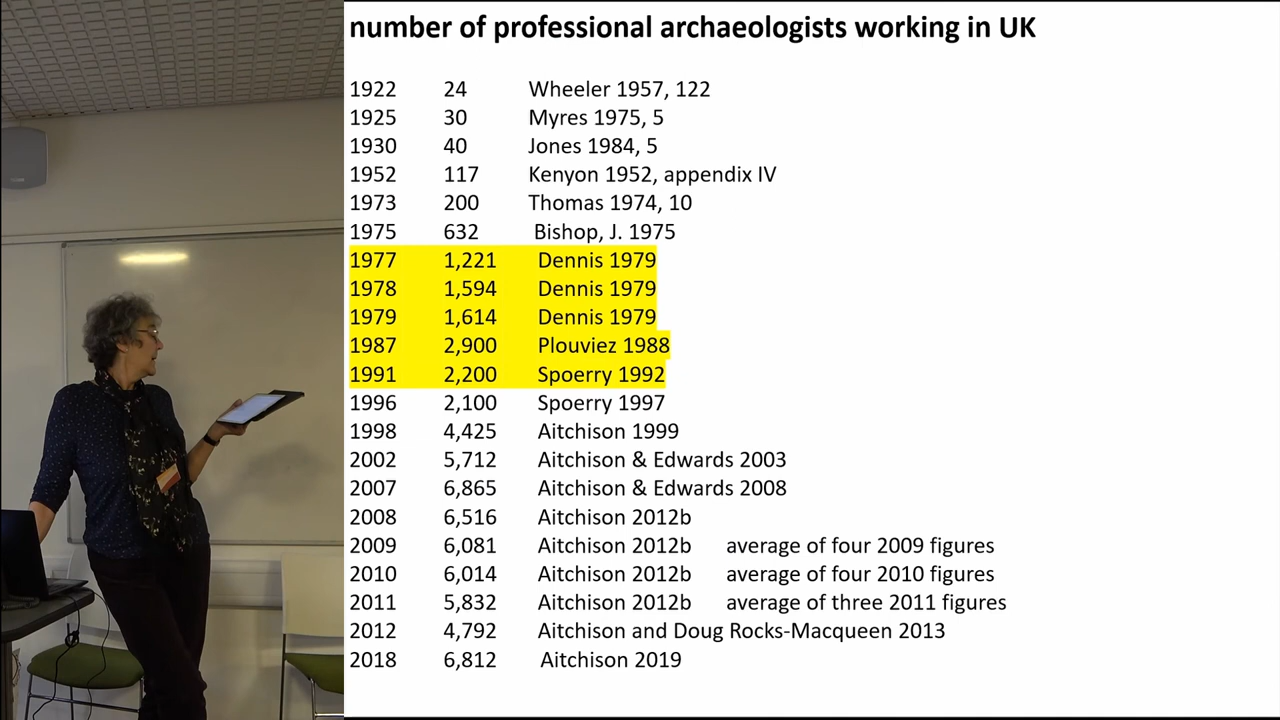 number of professional archaeologists working in UK
1922 24 Wheeler 1957, 122
1925 30 Myres 1975, 5
1930 40 Jones 1984, 5
1952 117 Kenyon 1952, appendix IV
1973 200 Thomas 1974, 10
1975 632 Bishop, J. 1975
1977 1,221 Dennis 1979
1978 1,594 Dennis 1979
1979 1,614 Dennis 1979
1987 2,900 Plouviez 1988
1991 2,200 Spoerry 1992
1996 2,100 Spoerry 1997
1998 4,425 Aitchison 1999
2002 5,712 Aitchison & Edwards 2003
2007 6,865 Aitchison & Edwards 2008
2008 6,516 Aitchison 2012b
2009 6,081 Aitchison 2012b average of four 2009 figures
2010 6,014 Aitchison 2012b average of four 2010 figures
2011 5,832 Aitchison 2012b average of three 2011 figures
2012 4,792 Aitchison and Doug Rocks-Macqueen 2013
2018 6,812 Aitchison 2019